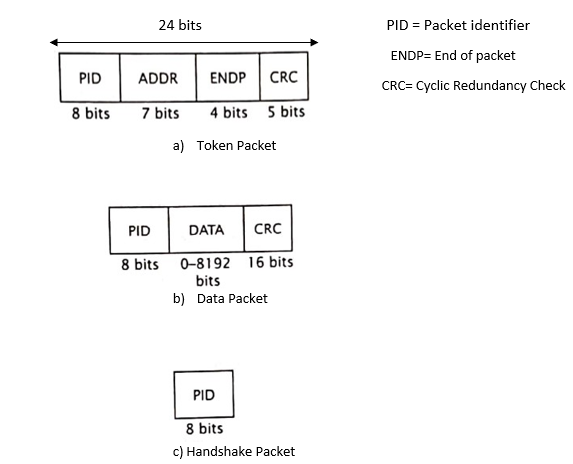 24 bits
PID = Packet identifier
ENDP= End of packet
CRC= Cyclic Redundancy Check
PID ADDR ENDP CRC
8 bits 7 bits 4 bits 5 bits
a) Token Packet
PID DATA CRC
8 bits 0–8192 16 bits
bits
b) Data Packet
PID
8 bits
c) Handshake Packet